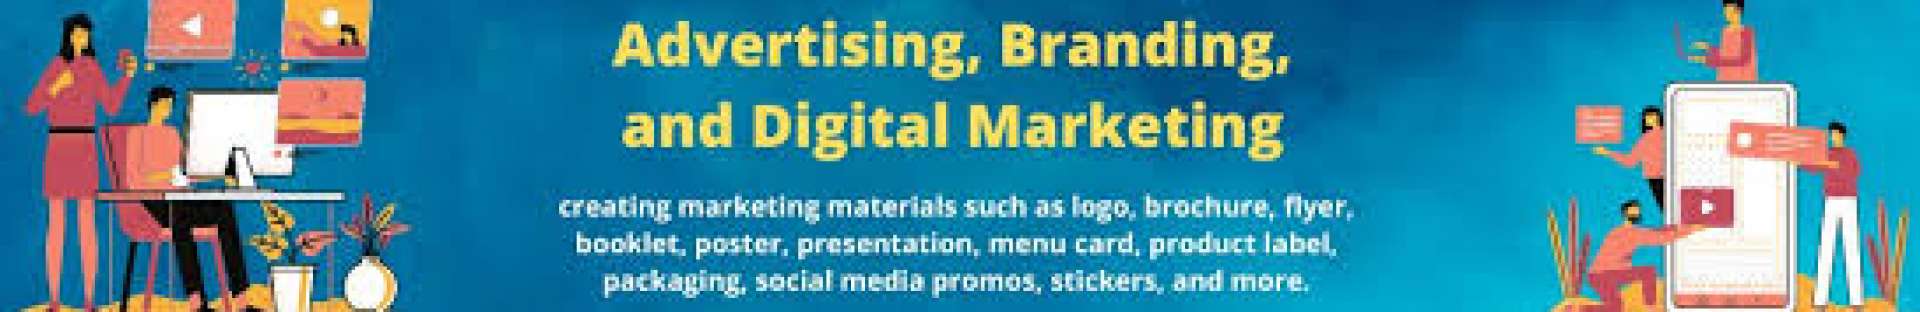 Advertising, Branding,
and Digital Marketing
creating marketing materials such as logo, brochure, flyer,
booklet, poster, presentation, menu card, product label,
packaging, social media promos, stickers, and more.